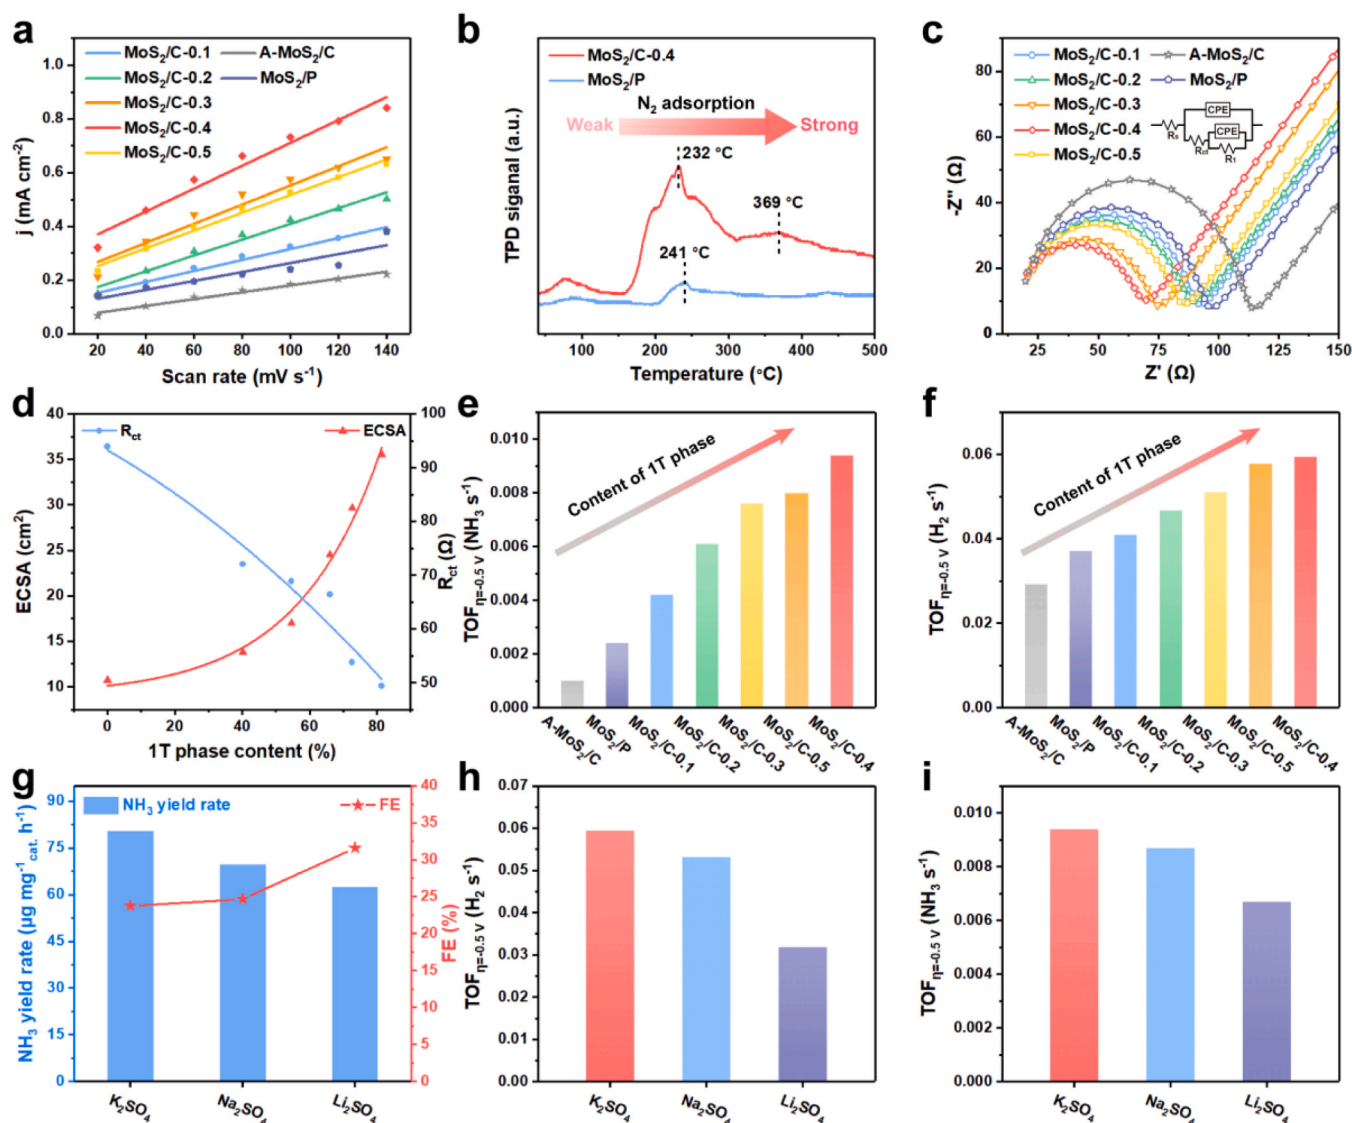 a
MoS₂/C-0.1
A-MoS₂/C
MoS₂/C-0.2
MoS₂/P
MoS₂/C-0.3
MoS₂/C-0.4
MoS₂/C-0.5
j (mA cm⁻²)
1.0
0.8
0.6
0.4
0.2
0.0
20 40 60 80 100 120 140
Scan rate (mV s⁻¹)
b
MoS₂/C-0.4
MoS₂/P
N₂ adsorption
Weak
Strong
232 °C
369 °C
241 °C
TPD siganal (a.u.)
100 200 300 400 500
Temperature (°C)
c
MoS₂/C-0.1
A-MoS₂/C
MoS₂/C-0.2
MoS₂/P
MoS₂/C-0.3
MoS₂/C-0.4
MoS₂/C-0.5
CPE
CPE
Rs
Rct
R1
-Z'' (Ω)
80
60
40
20
0
25 50 75 100 125 150
Z' (Ω)
d
Rct
ECSA
ECSA (cm²)
40
35
30
25
20
15
10
100
90
80
70
60
50
Rct (Ω)
0 20 40 60 80 100
1T phase content (%)
e
Content of 1T phase
TOFη=-0.5 V (NH₃ s⁻¹)
0.010
0.008
0.006
0.004
0.002
0.000
A-MoS₂/C
MoS₂/P
MoS₂/C-0.1
MoS₂/C-0.2
MoS₂/C-0.3
MoS₂/C-0.5
MoS₂/C-0.4
f
Content of 1T phase
TOFη=-0.5 V (H₂ s⁻¹)
0.06
0.04
0.02
0.00
A-MoS₂/C
MoS₂/P
MoS₂/C-0.1
MoS₂/C-0.2
MoS₂/C-0.3
MoS₂/C-0.5
MoS₂/C-0.4
g
NH₃ yield rate
FE
NH₃ yield rate (μg mg⁻¹cat. h⁻¹)
90
75
60
45
30
15
0
40
35
30
25
20
15
10
5
0
FE (%)
K₂SO₄
Na₂SO₄
Li₂SO₄
h
TOFη=-0.5 V (H₂ s⁻¹)
0.07
0.06
0.05
0.04
0.03
0.02
0.01
0.00
K₂SO₄
Na₂SO₄
Li₂SO₄
i
TOFη=-0.5 V (NH₃ s⁻¹)
0.010
0.008
0.006
0.004
0.002
0.000
K₂SO₄
Na₂SO₄
Li₂SO₄